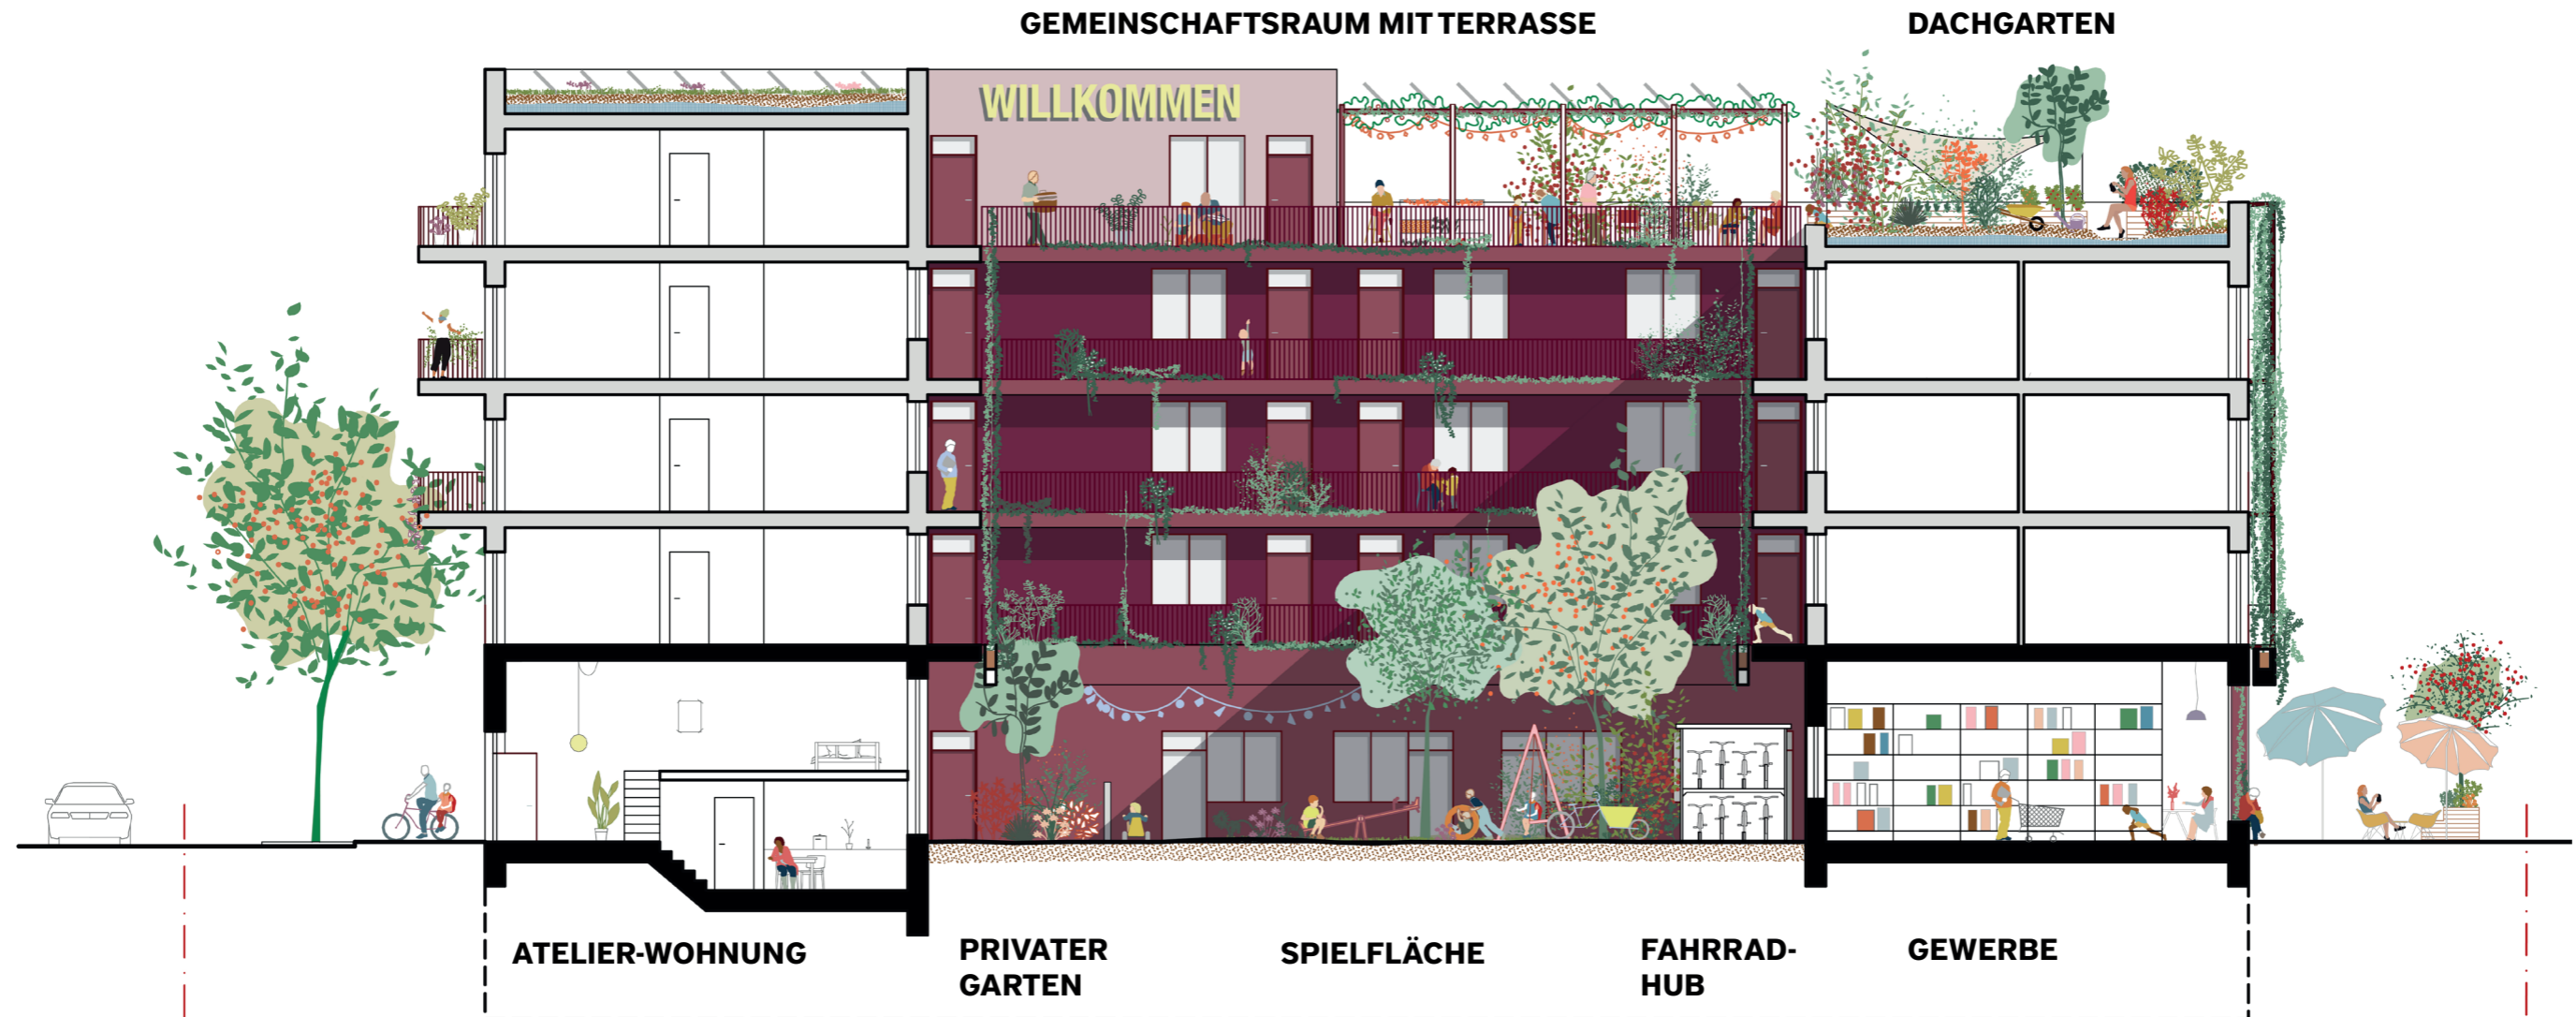 GEMEINSCHAFTSRAUM MIT TERRASSE
DACHGARTEN
WILLKOMMEN
ATELIER-WOHNUNG
PRIVATER
GARTEN
SPIELFLÄCHE
FAHRRAD-
HUB
GEWERBE